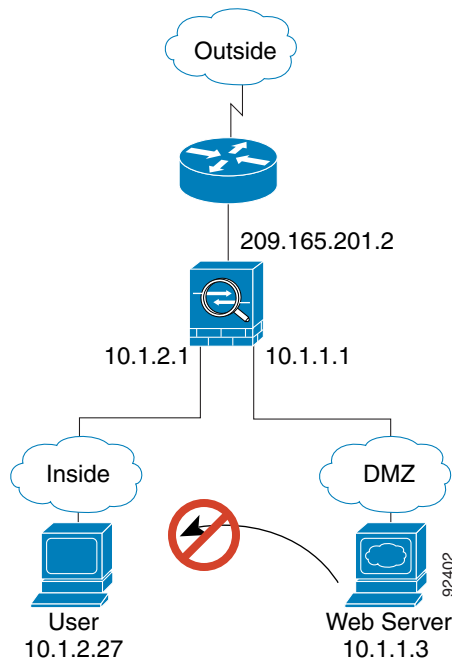 Outside
209.165.201.2
10.1.2.1
10.1.1.1
Inside
DMZ
92402
User
10.1.2.27
Web Server
10.1.1.3